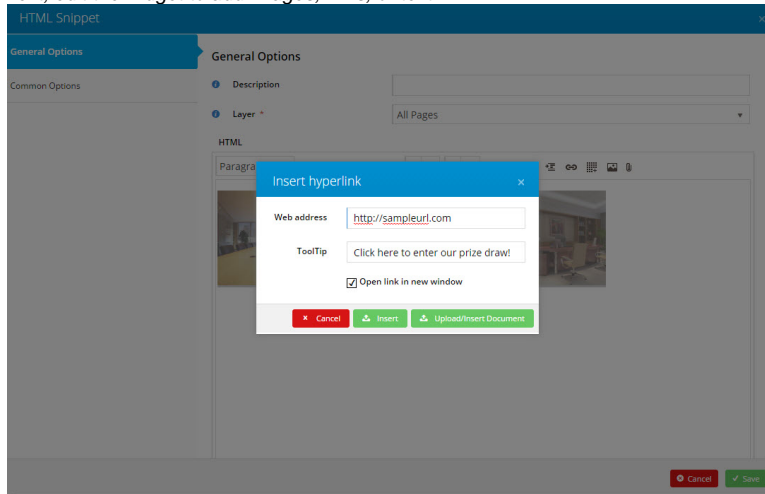 HTML Snippet ×
General Options
General Options
Description
Common Options
Layer *
All Pages
HTML
Paragra
Insert hyperlink ×
Web address
http://sampleurl.com
ToolTip
Click here to enter our prize draw!
Open link in new window
Cancel
Insert
Upload/Insert Document
Cancel
Save